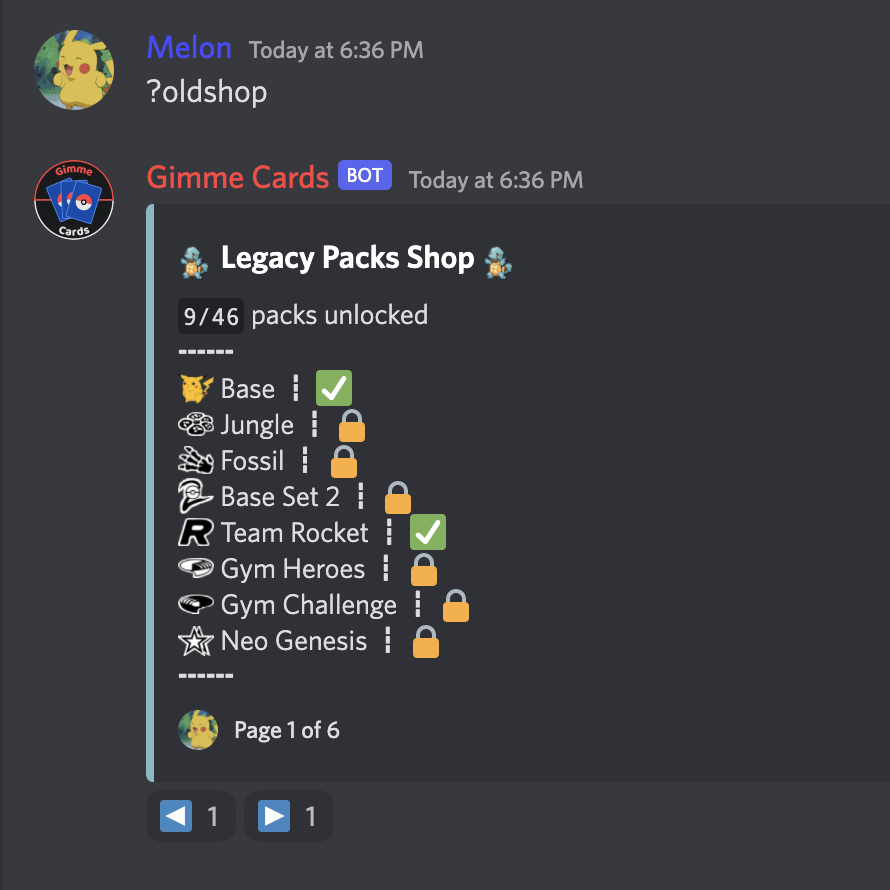 Melon Today at 6:36 PM
?oldshop
Gimme Cards
Gimme Cards BOT Today at 6:36 PM
Legacy Packs Shop
9/46 packs unlocked
------
Base ┋
Jungle ┋
Fossil ┋
Base Set 2 ┋
R Team Rocket ┋
Gym Heroes ┋
Gym Challenge ┋
Neo Genesis ┋
------
Page 1 of 6
1 1